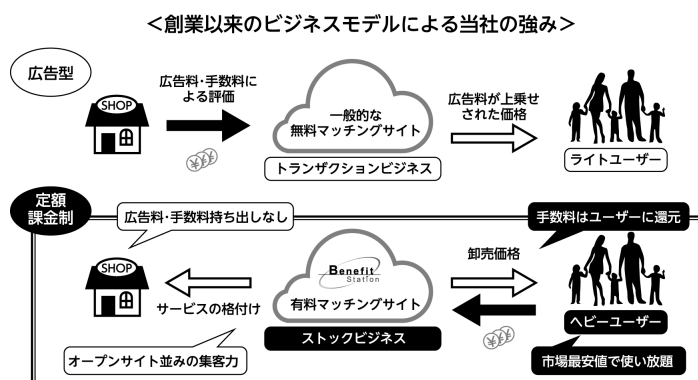 ＜創業以来のビジネスモデルによる当社の強み＞
広告型
SHOP
広告料･手数料に
よる評価
¥¥¥
一般的な
無料マッチングサイト
トランザクションビジネス
広告料が上乗せ
された価格
ライトユーザー
定額
課金制
広告料･手数料持ち出しなし
手数料はユーザーに還元
SHOP
サービスの格付け
オープンサイト並みの集客力
Benefit
Station
有料マッチングサイト
ストックビジネス
卸売価格
¥¥¥
ヘビーユーザー
市場最安値で使い放題